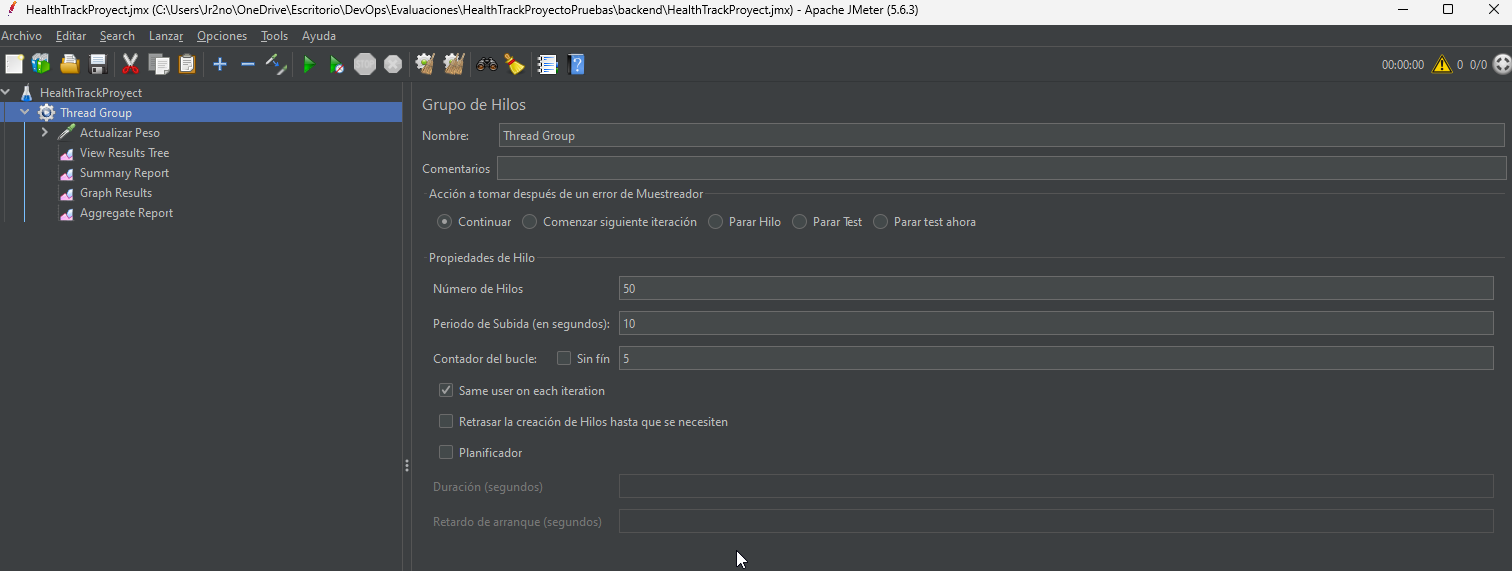 HealthTrackProyect.jmx (C:\Users\Jr2no\OneDrive\Escritorio\DevOps\Evaluaciones\HealthTrackProyectoPruebas\backend\HealthTrackProyect.jmx) - Apache JMeter (5.6.3)
Archivo Editar Search Lanzar Opciones Tools Ayuda
STOP 00:00:00 0 0/0
HealthTrackProyect
Thread Group
Actualizar Peso
View Results Tree
Summary Report
Graph Results
Aggregate Report
Grupo de Hilos
Nombre: Thread Group
Comentarios
Acción a tomar después de un error de Muestreador
Continuar Comenzar siguiente iteración Parar Hilo Parar Test Parar test ahora
Propiedades de Hilo
Número de Hilos 50
Periodo de Subida (en segundos): 10
Contador del bucle: Sin fín 5
Same user on each iteration
Retrasar la creación de Hilos hasta que se necesiten
Planificador
Duración (segundos)
Retardo de arranque (segundos)